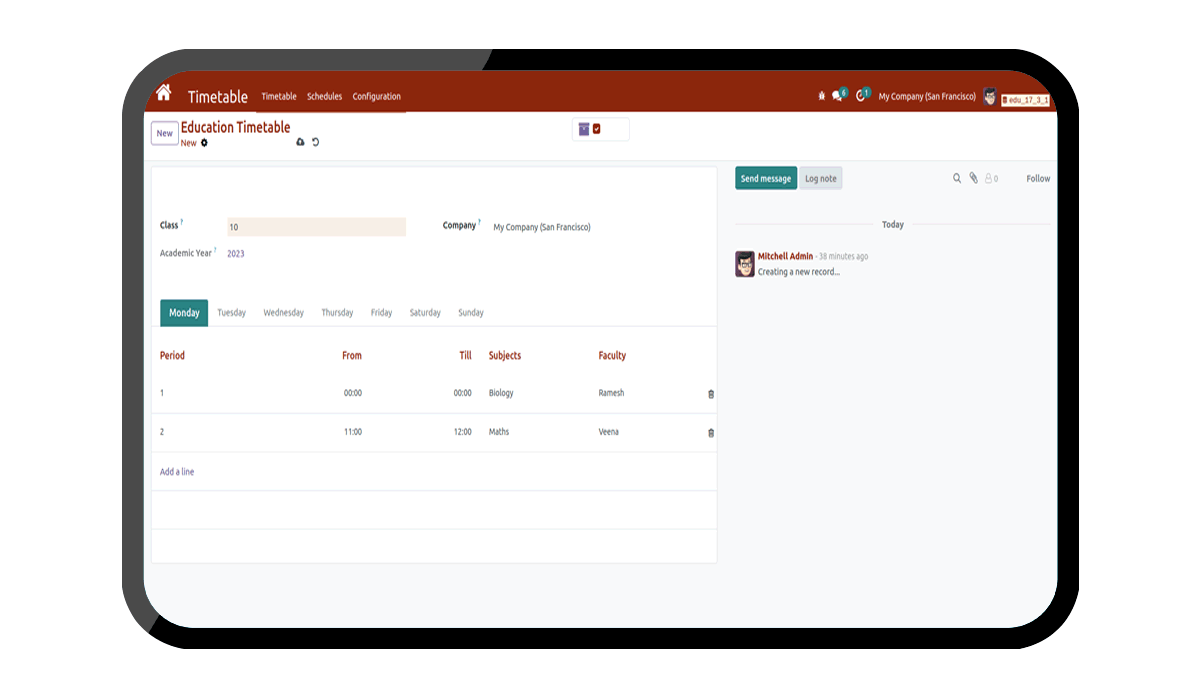 Timetable Timetable Schedules Configuration 6 1 My Company (San Francisco) edu_17_3_1
New Education Timetable
New
Send message Log note 0 Follow
Class ? 10 Company ? My Company (San Francisco)
Academic Year ? 2023
Today
Mitchell Admin - 38 minutes ago
Creating a new record...
Monday Tuesday Wednesday Thursday Friday Saturday Sunday
Period From Till Subjects Faculty
1 00:00 00:00 Biology Ramesh
2 11:00 12:00 Maths Veena
Add a line